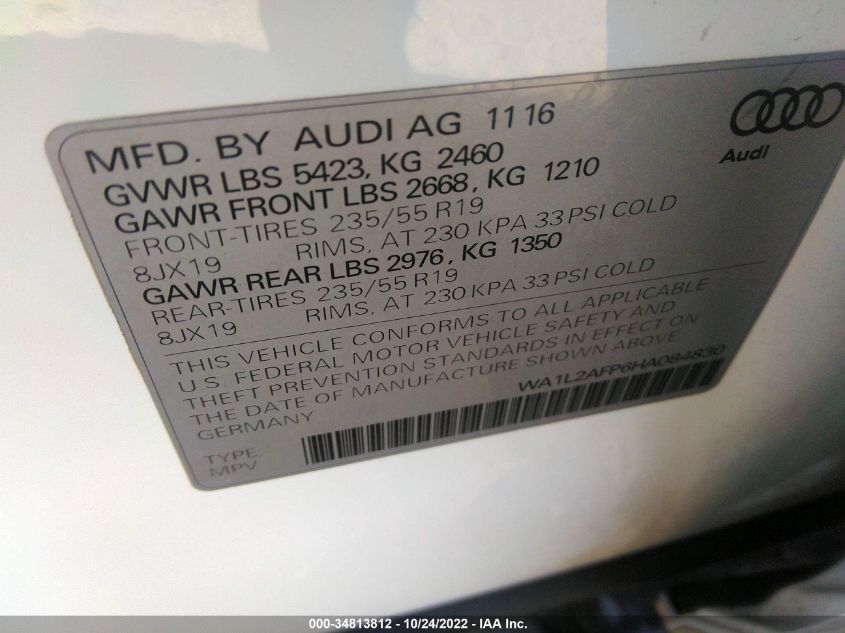 MFD. BY AUDI AG 11 16
Audi
GVWR LBS 5423, KG 2460
GAWR FRONT LBS 2668, KG 1210
FRONT-TIRES 235/55 R19
8JX19 RIMS, AT 230 KPA 33 PSI COLD
GAWR REAR LBS 2976, KG 1350
REAR-TIRES 235/55 R19
8JX19 RIMS, AT 230 KPA 33 PSI COLD
THIS VEHICLE CONFORMS TO ALL APPLICABLE
U.S. FEDERAL MOTOR VEHICLE SAFETY AND
THEFT PREVENTION STANDARDS IN EFFECT ON
THE DATE OF MANUFACTURE SHOWN ABOVE
GERMANY WA1L2AFP6HA084830
TYPE
MPV
000-34813812 - 10/24/2022 - IAA Inc.